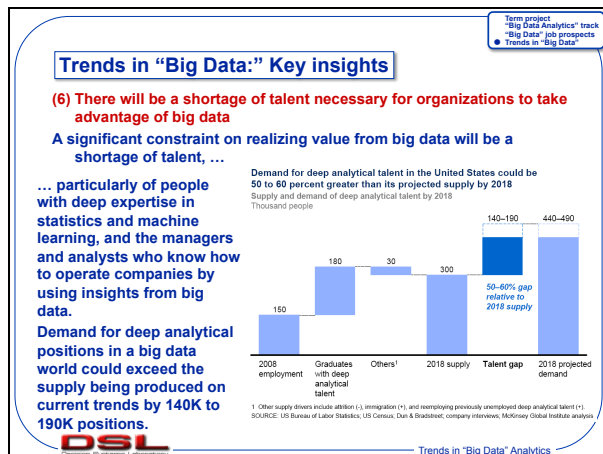 Term project
“Big Data Analytics” track
“Big Data” job prospects
● Trends in “Big Data”
Trends in “Big Data:” Key insights
(6) There will be a shortage of talent necessary for organizations to take
advantage of big data
A significant constraint on realizing value from big data will be a
shortage of talent, …
… particularly of people
with deep expertise in
statistics and machine
learning, and the managers
and analysts who know how
to operate companies by
using insights from big
data.
Demand for deep analytical
positions in a big data
world could exceed the
supply being produced on
current trends by 140K to
190K positions.
Demand for deep analytical talent in the United States could be
50 to 60 percent greater than its projected supply by 2018
Supply and demand of deep analytical talent by 2018
Thousand people
140–190 440–490
180 30
300
150
50–60% gap
relative to
2018 supply
2008
employment
Graduates
with deep
analytical
talent
Others¹
2018 supply
Talent gap
2018 projected
demand
1 Other supply drivers include attrition (-), immigration (+), and reemploying previously unemployed deep analytical talent (+).
SOURCE: US Bureau of Labor Statistics; US Census; Dun & Bradstreet; company interviews; McKinsey Global Institute analysis
DSL
Trends in “Big Data” Analytics